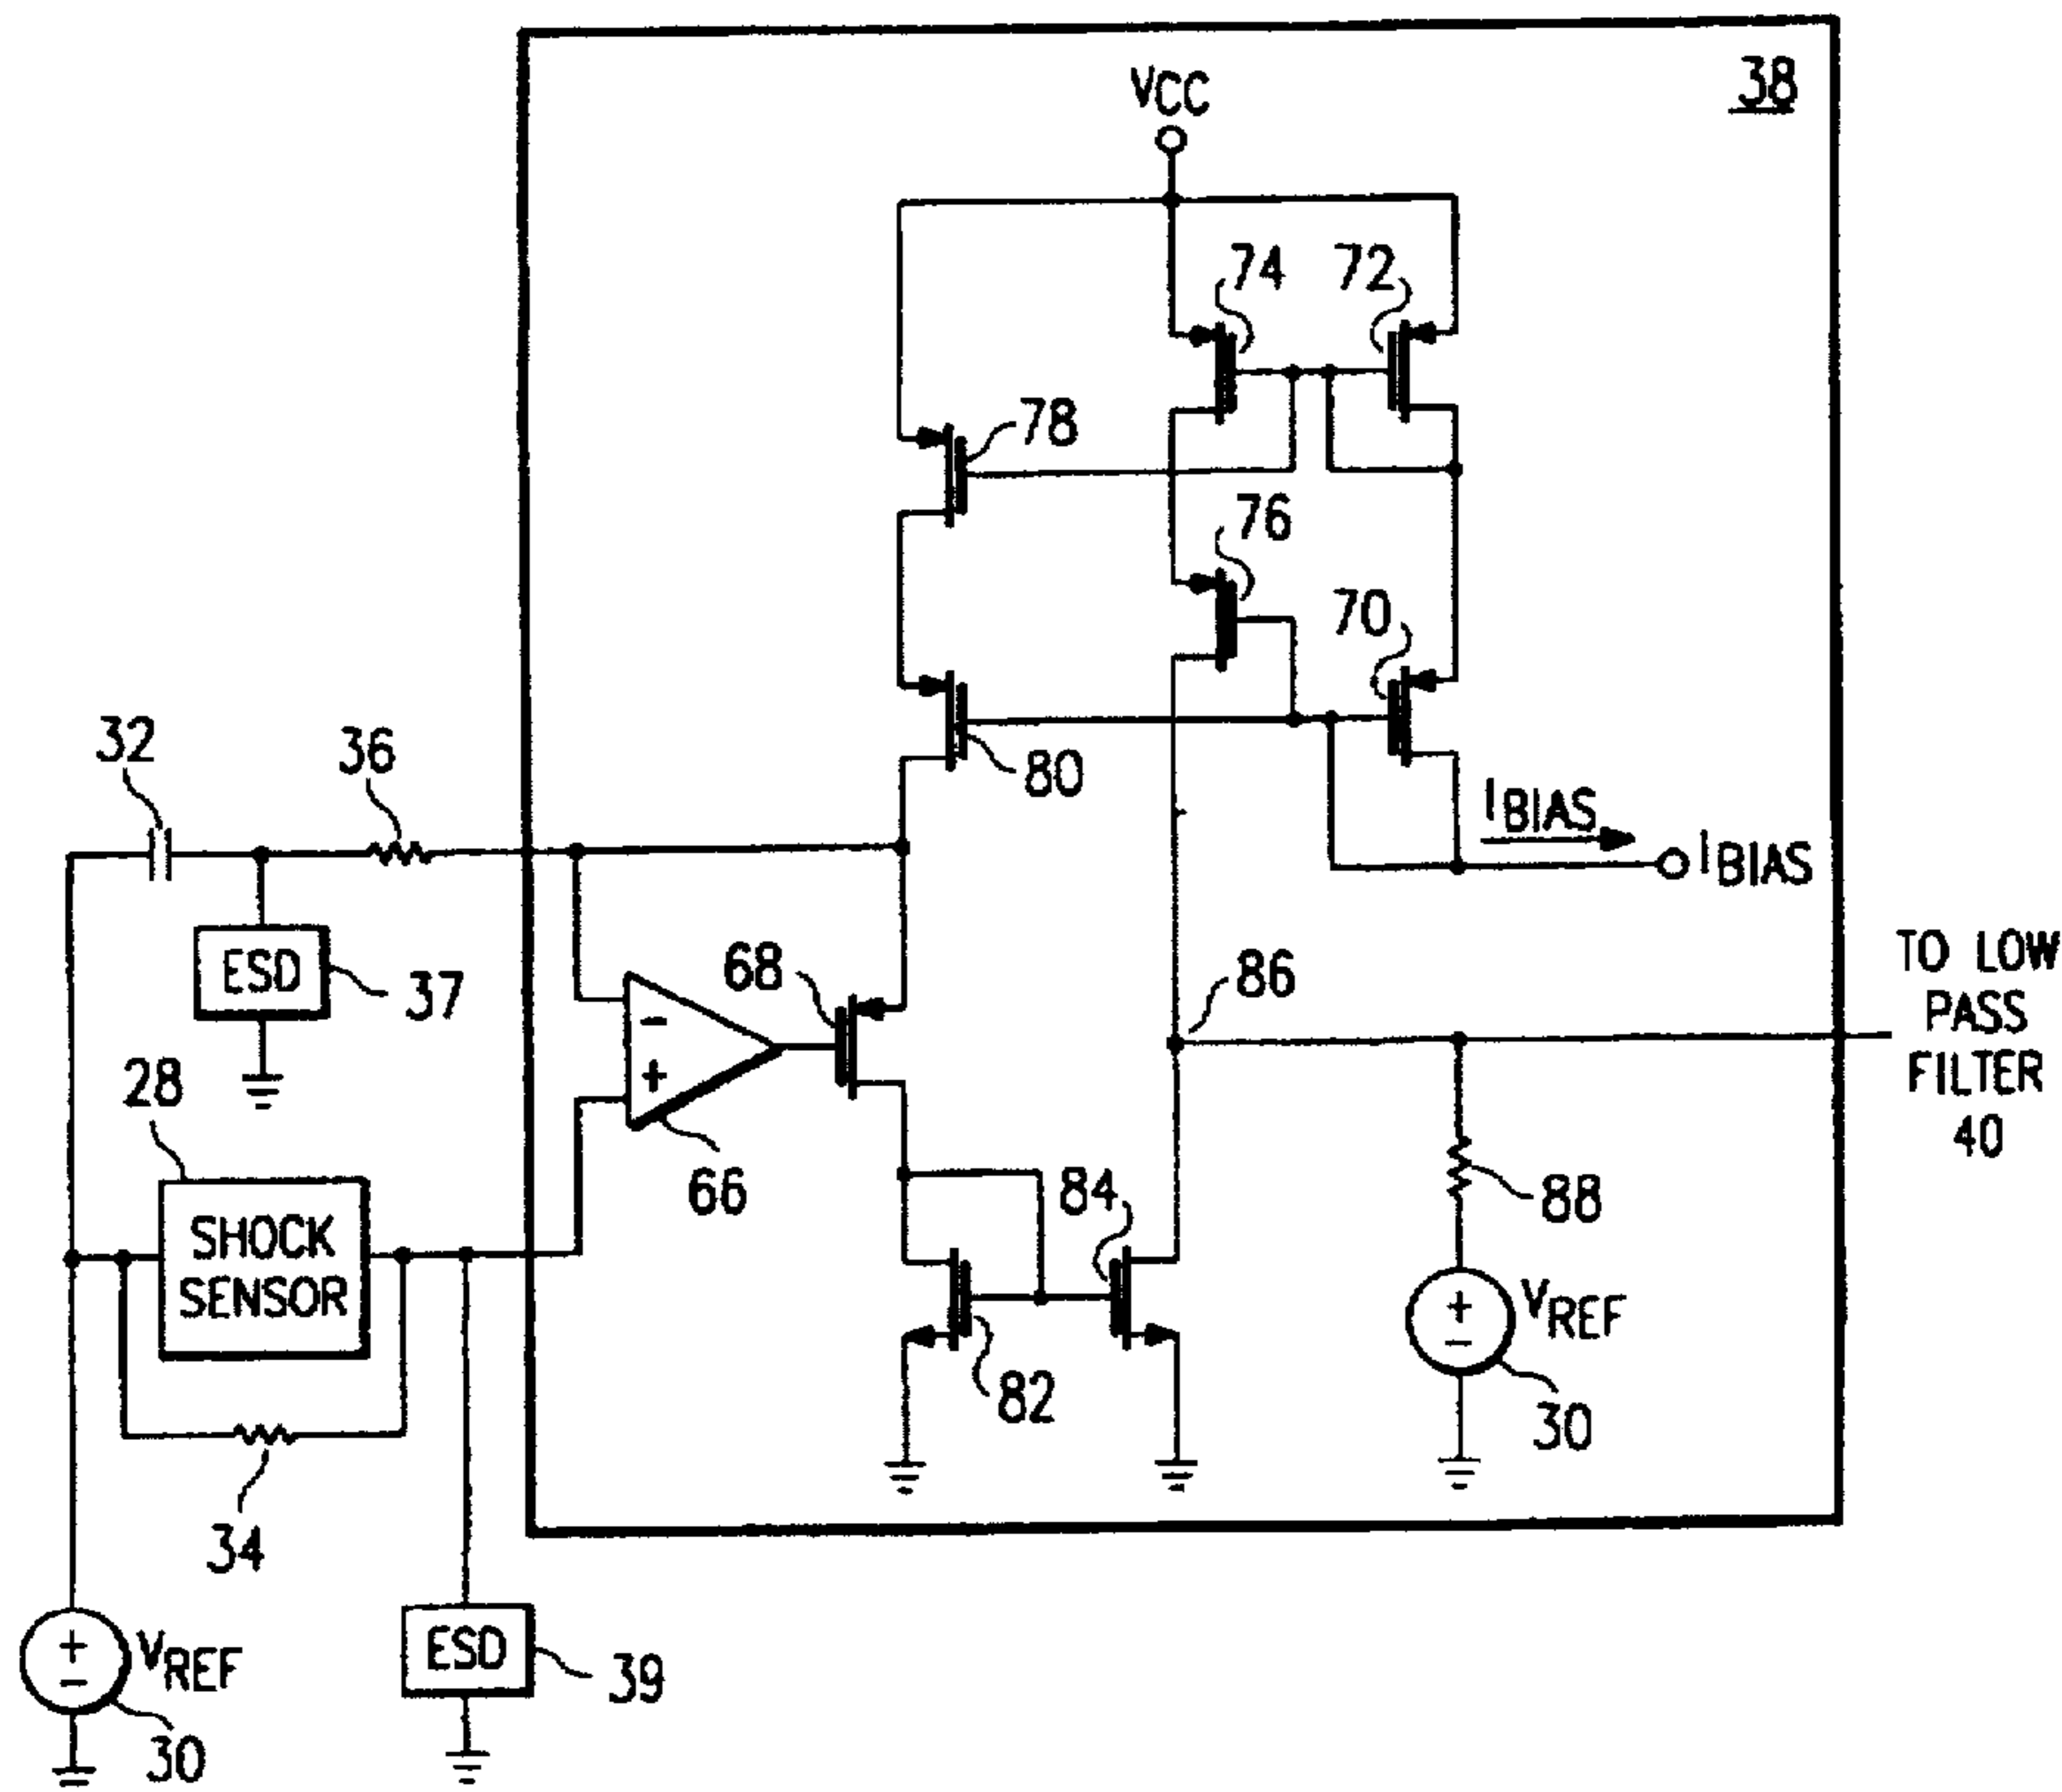 38
VCC
74
72
78
76
70
80
32
36
IBIAS
IBIAS
ESD
37
68
86
TO LOW
PASS
FILTER
40
28
66
84
88
SHOCK
SENSOR
VREF
82
30
34
ESD
39
VREF
30